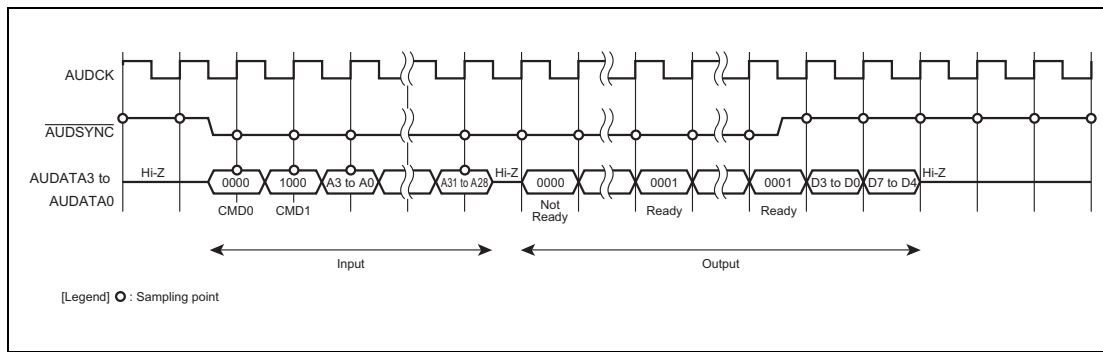 AUDCK
AUDSYNC
AUDATA3 to
AUDATA0
Hi-Z
0000
1000
A3 to A0
A31 to A28
Hi-Z
0000
0001
0001
D3 to D0
D7 to D4
Hi-Z
CMD0
CMD1
Not
Ready
Ready
Ready
Input
Output
[Legend] O : Sampling point